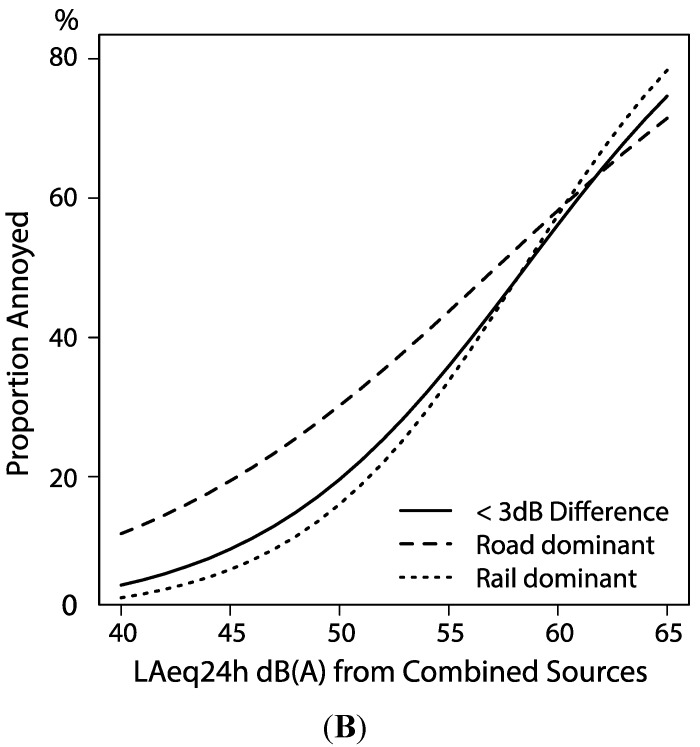 %
80
60
40
20
0
Proportion Annoyed
< 3dB Difference
Road dominant
Rail dominant
40 45 50 55 60 65
LAeq24h dB(A) from Combined Sources
(B)